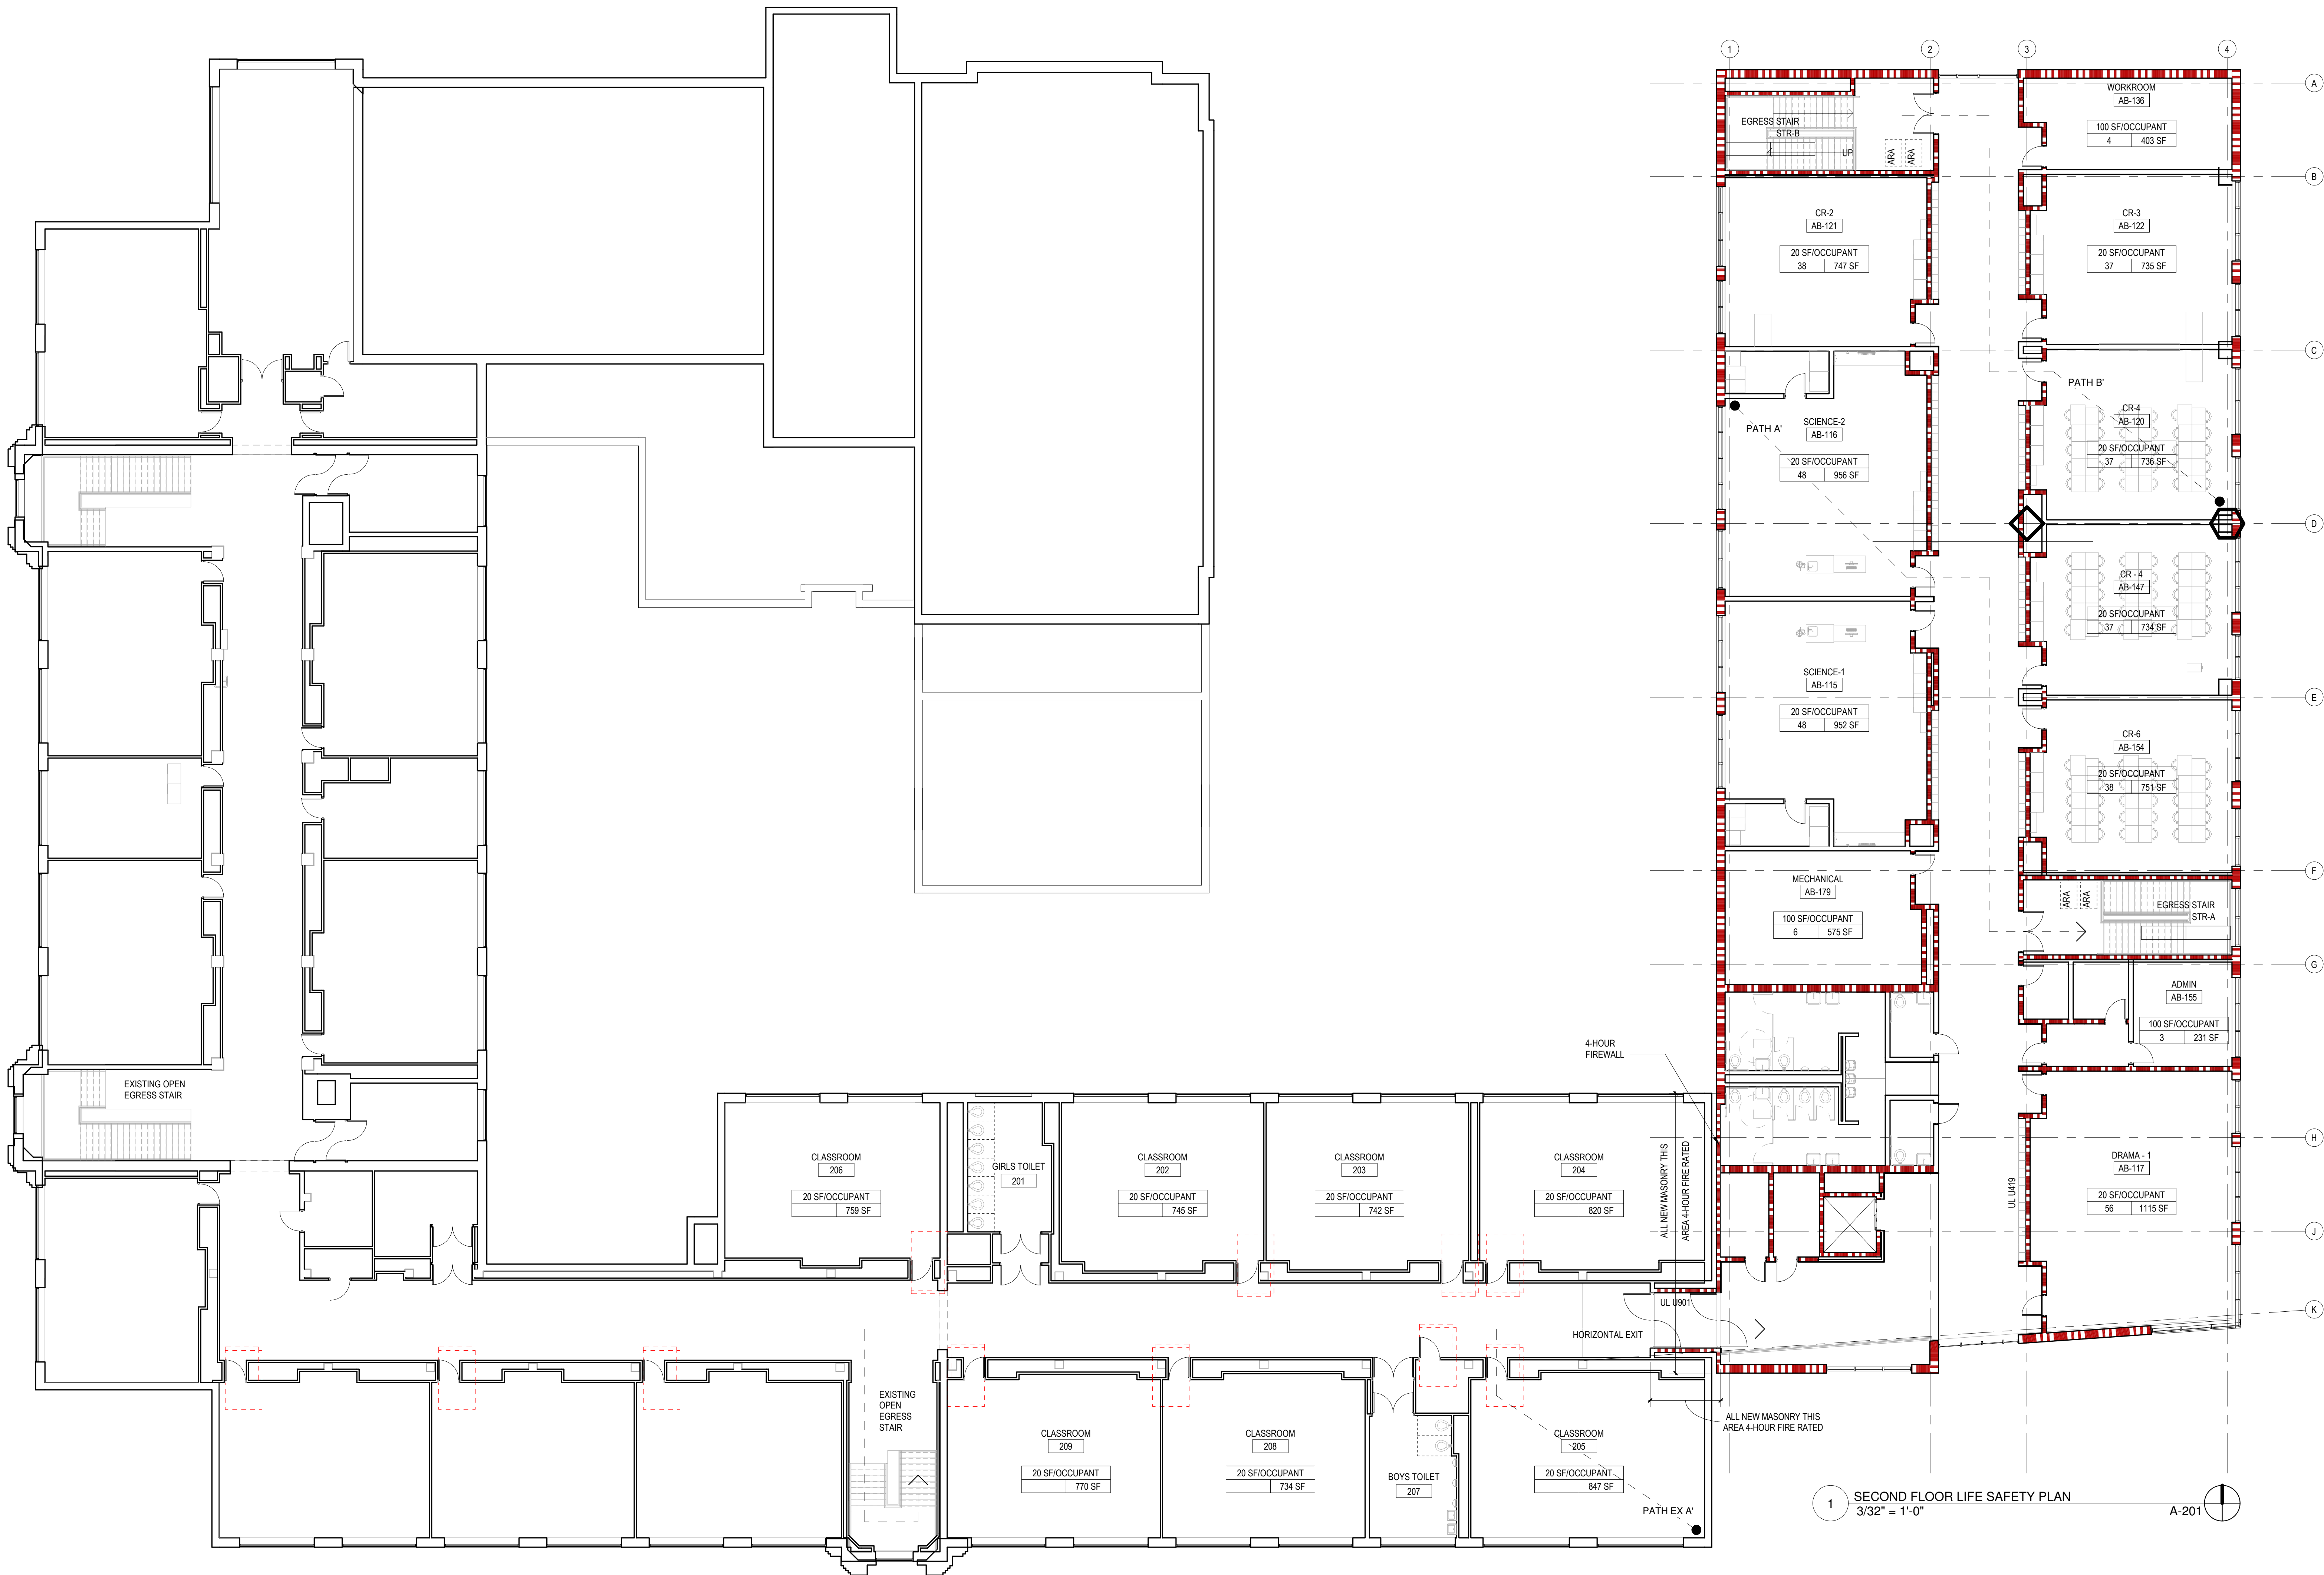 1
2
3
4
A
WORKROOM
AB-136
100 SF/OCCUPANT
4 403 SF
EGRESS STAIR
STR-B
UP
ARA
ARA
B
CR-2
AB-121
20 SF/OCCUPANT
38 747 SF
CR-3
AB-122
20 SF/OCCUPANT
37 735 SF
C
PATH B'
PATH A'
SCIENCE-2
AB-116
20 SF/OCCUPANT
48 956 SF
CR-4
AB-120
20 SF/OCCUPANT
37 736 SF
D
CR - 4
AB-147
20 SF/OCCUPANT
37 734 SF
SCIENCE-1
AB-115
20 SF/OCCUPANT
48 952 SF
E
CR-6
AB-154
20 SF/OCCUPANT
38 751 SF
F
MECHANICAL
AB-179
100 SF/OCCUPANT
6 575 SF
ARA
ARA
EGRESS STAIR
STR-A
G
ADMIN
AB-155
100 SF/OCCUPANT
3 231 SF
4-HOUR
FIREWALL
EXISTING OPEN
EGRESS STAIR
CLASSROOM
206
20 SF/OCCUPANT
759 SF
GIRLS TOILET
201
CLASSROOM
202
20 SF/OCCUPANT
745 SF
CLASSROOM
203
20 SF/OCCUPANT
742 SF
CLASSROOM
204
20 SF/OCCUPANT
820 SF
ALL NEW MASONRY THIS
AREA 4-HOUR FIRE RATED
H
DRAMA - 1
AB-117
20 SF/OCCUPANT
56 1115 SF
UL U419
J
UL U901
HORIZONTAL EXIT
K
EXISTING
OPEN
EGRESS
STAIR
CLASSROOM
209
20 SF/OCCUPANT
770 SF
CLASSROOM
208
20 SF/OCCUPANT
734 SF
BOYS TOILET
207
CLASSROOM
205
20 SF/OCCUPANT
847 SF
PATH EX A'
ALL NEW MASONRY THIS
AREA 4-HOUR FIRE RATED
1
SECOND FLOOR LIFE SAFETY PLAN
3/32" = 1'-0"
A-201